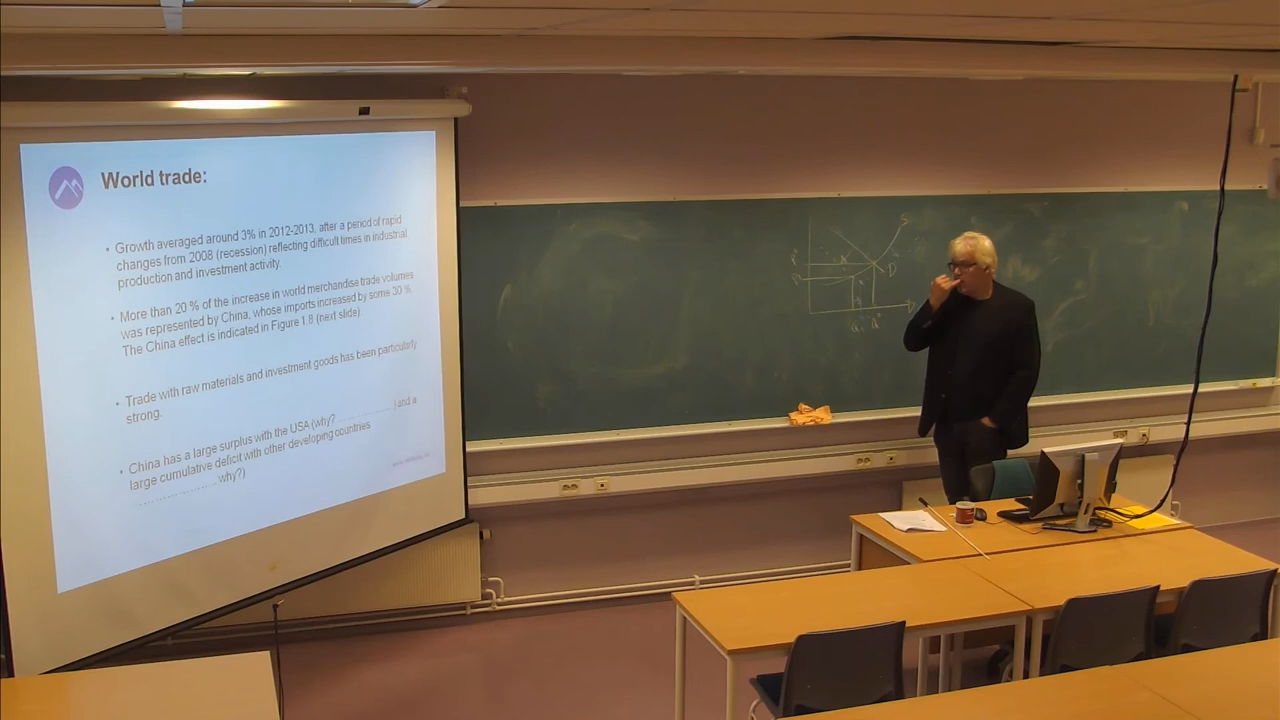 World trade:
• Growth averaged around 3% in 2012-2013, after a period of rapid
changes from 2008 (recession) reflecting difficult times in industrial
production and investment activity.
• More than 20 % of the increase in world merchandise trade volumes
was represented by China, whose imports increased by some 30 %.
The China effect is indicated in Figure 1.8 (next slide).
• Trade with raw materials and investment goods has been particularly
strong.
• China has a large surplus with the USA (why? ..................) and a
large cumulative deficit with other developing countries
.................... why?)
S
D